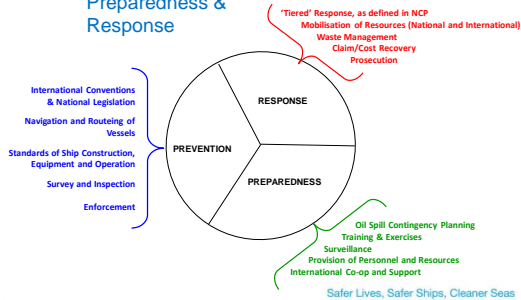 Preparedness &
Response
'Tiered' Response, as defined in NCP
Mobilisation of Resources (National and International)
Waste Management
Claim/Cost Recovery
Prosecution
International Conventions
& National Legislation
Navigation and Routeing of
Vessels
Standards of Ship Construction,
Equipment and Operation
Survey and Inspection
Enforcement
RESPONSE
PREVENTION
PREPAREDNESS
Oil Spill Contingency Planning
Training & Exercises
Surveillance
Provision of Personnel and Resources
International Co-op and Support
Safer Lives, Safer Ships, Cleaner Seas